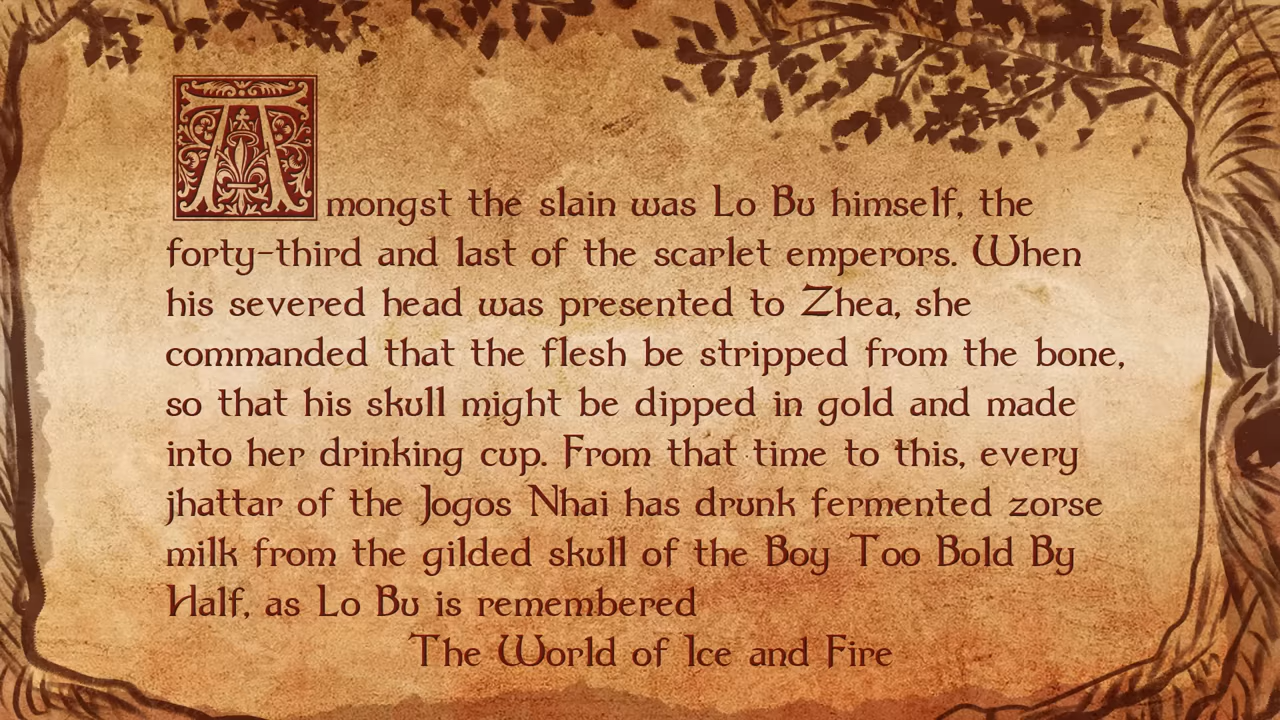 Amongst the slain was Lo Bu himself, the
forty-third and last of the scarlet emperors. When
his severed head was presented to Zhea, she
commanded that the flesh be stripped from the bone,
so that his skull might be dipped in gold and made
into her drinking cup. From that time to this, every
jhattar of the Jogos Nhai has drunk fermented zorse
milk from the gilded skull of the Boy Too Bold By
Half, as Lo Bu is remembered
The World of Ice and Fire